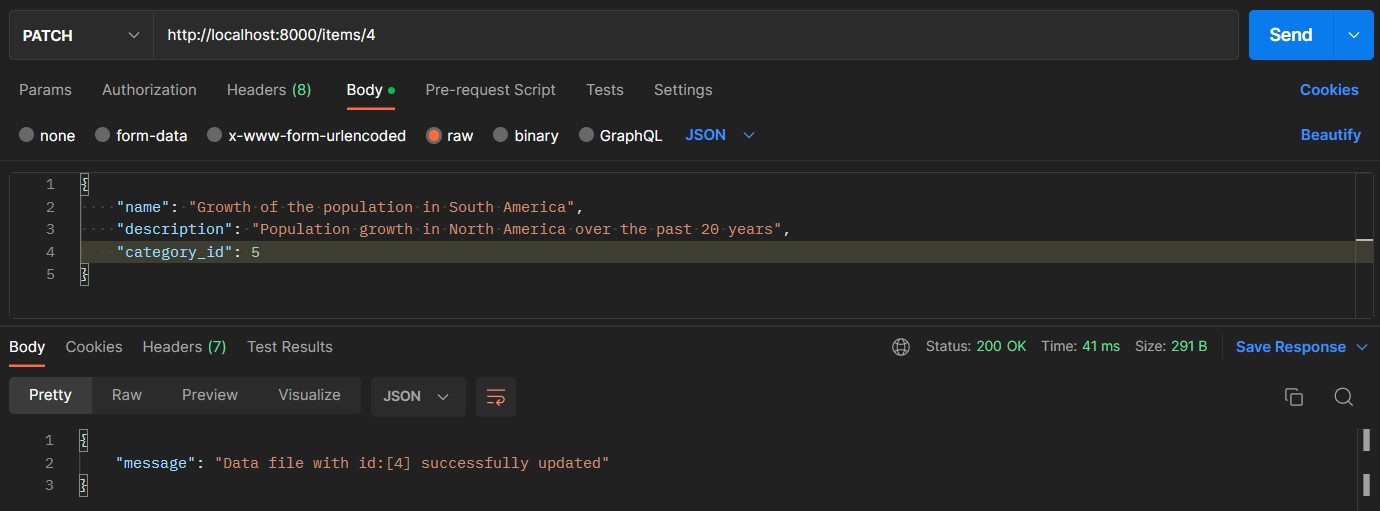 PATCH http://localhost:8000/items/4 Send
Params Authorization Headers (8) Body Pre-request Script Tests Settings Cookies
none form-data x-www-form-urlencoded raw binary GraphQL JSON Beautify
1 {
2 "name": "Growth of the population in South America",
3 "description": "Population growth in North America over the past 20 years",
4 "category_id": 5
5 }
Body Cookies Headers (7) Test Results Status: 200 OK Time: 41 ms Size: 291 B Save Response
Pretty Raw Preview Visualize JSON
1 {
2 "message": "Data file with id:[4] successfully updated"
3 }